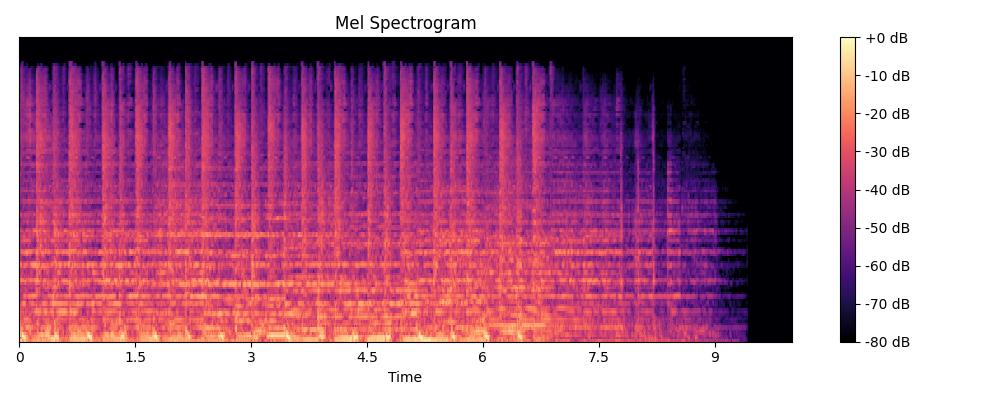 Mel Spectrogram
+0 dB
-10 dB
-20 dB
-30 dB
-40 dB
-50 dB
-60 dB
-70 dB
-80 dB
0 1.5 3 4.5 6 7.5 9
Time